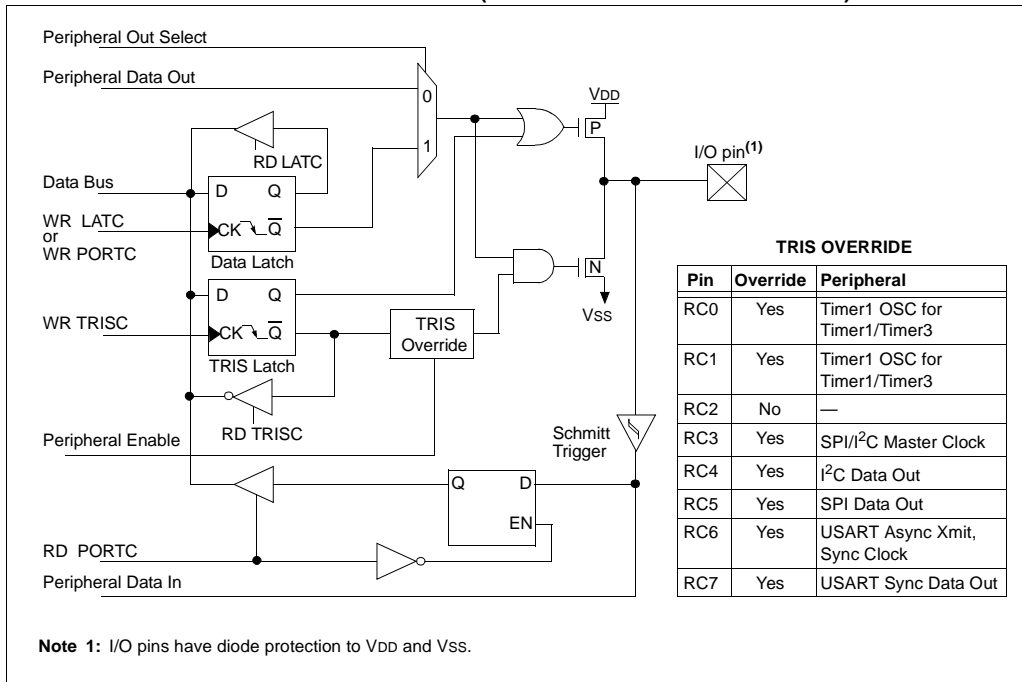 Peripheral Out Select
Peripheral Data Out
0
1
VDD
P
I/O pin(1)
RD LATC
Data Bus
D Q
WR LATC
or
WR PORTC
CK Q
Data Latch
D Q
WR TRISC
CK Q
TRIS Latch
TRIS
Override
N
VSS
RD TRISC
Peripheral Enable
Schmitt
Trigger
Q D
EN
RD PORTC
Peripheral Data In
TRIS OVERRIDE
Pin Override Peripheral
RC0 Yes Timer1 OSC for
Timer1/Timer3
RC1 Yes Timer1 OSC for
Timer1/Timer3
RC2 No —
RC3 Yes SPI/I2C Master Clock
RC4 Yes I2C Data Out
RC5 Yes SPI Data Out
RC6 Yes USART Async Xmit,
Sync Clock
RC7 Yes USART Sync Data Out
Note 1: I/O pins have diode protection to VDD and VSS.